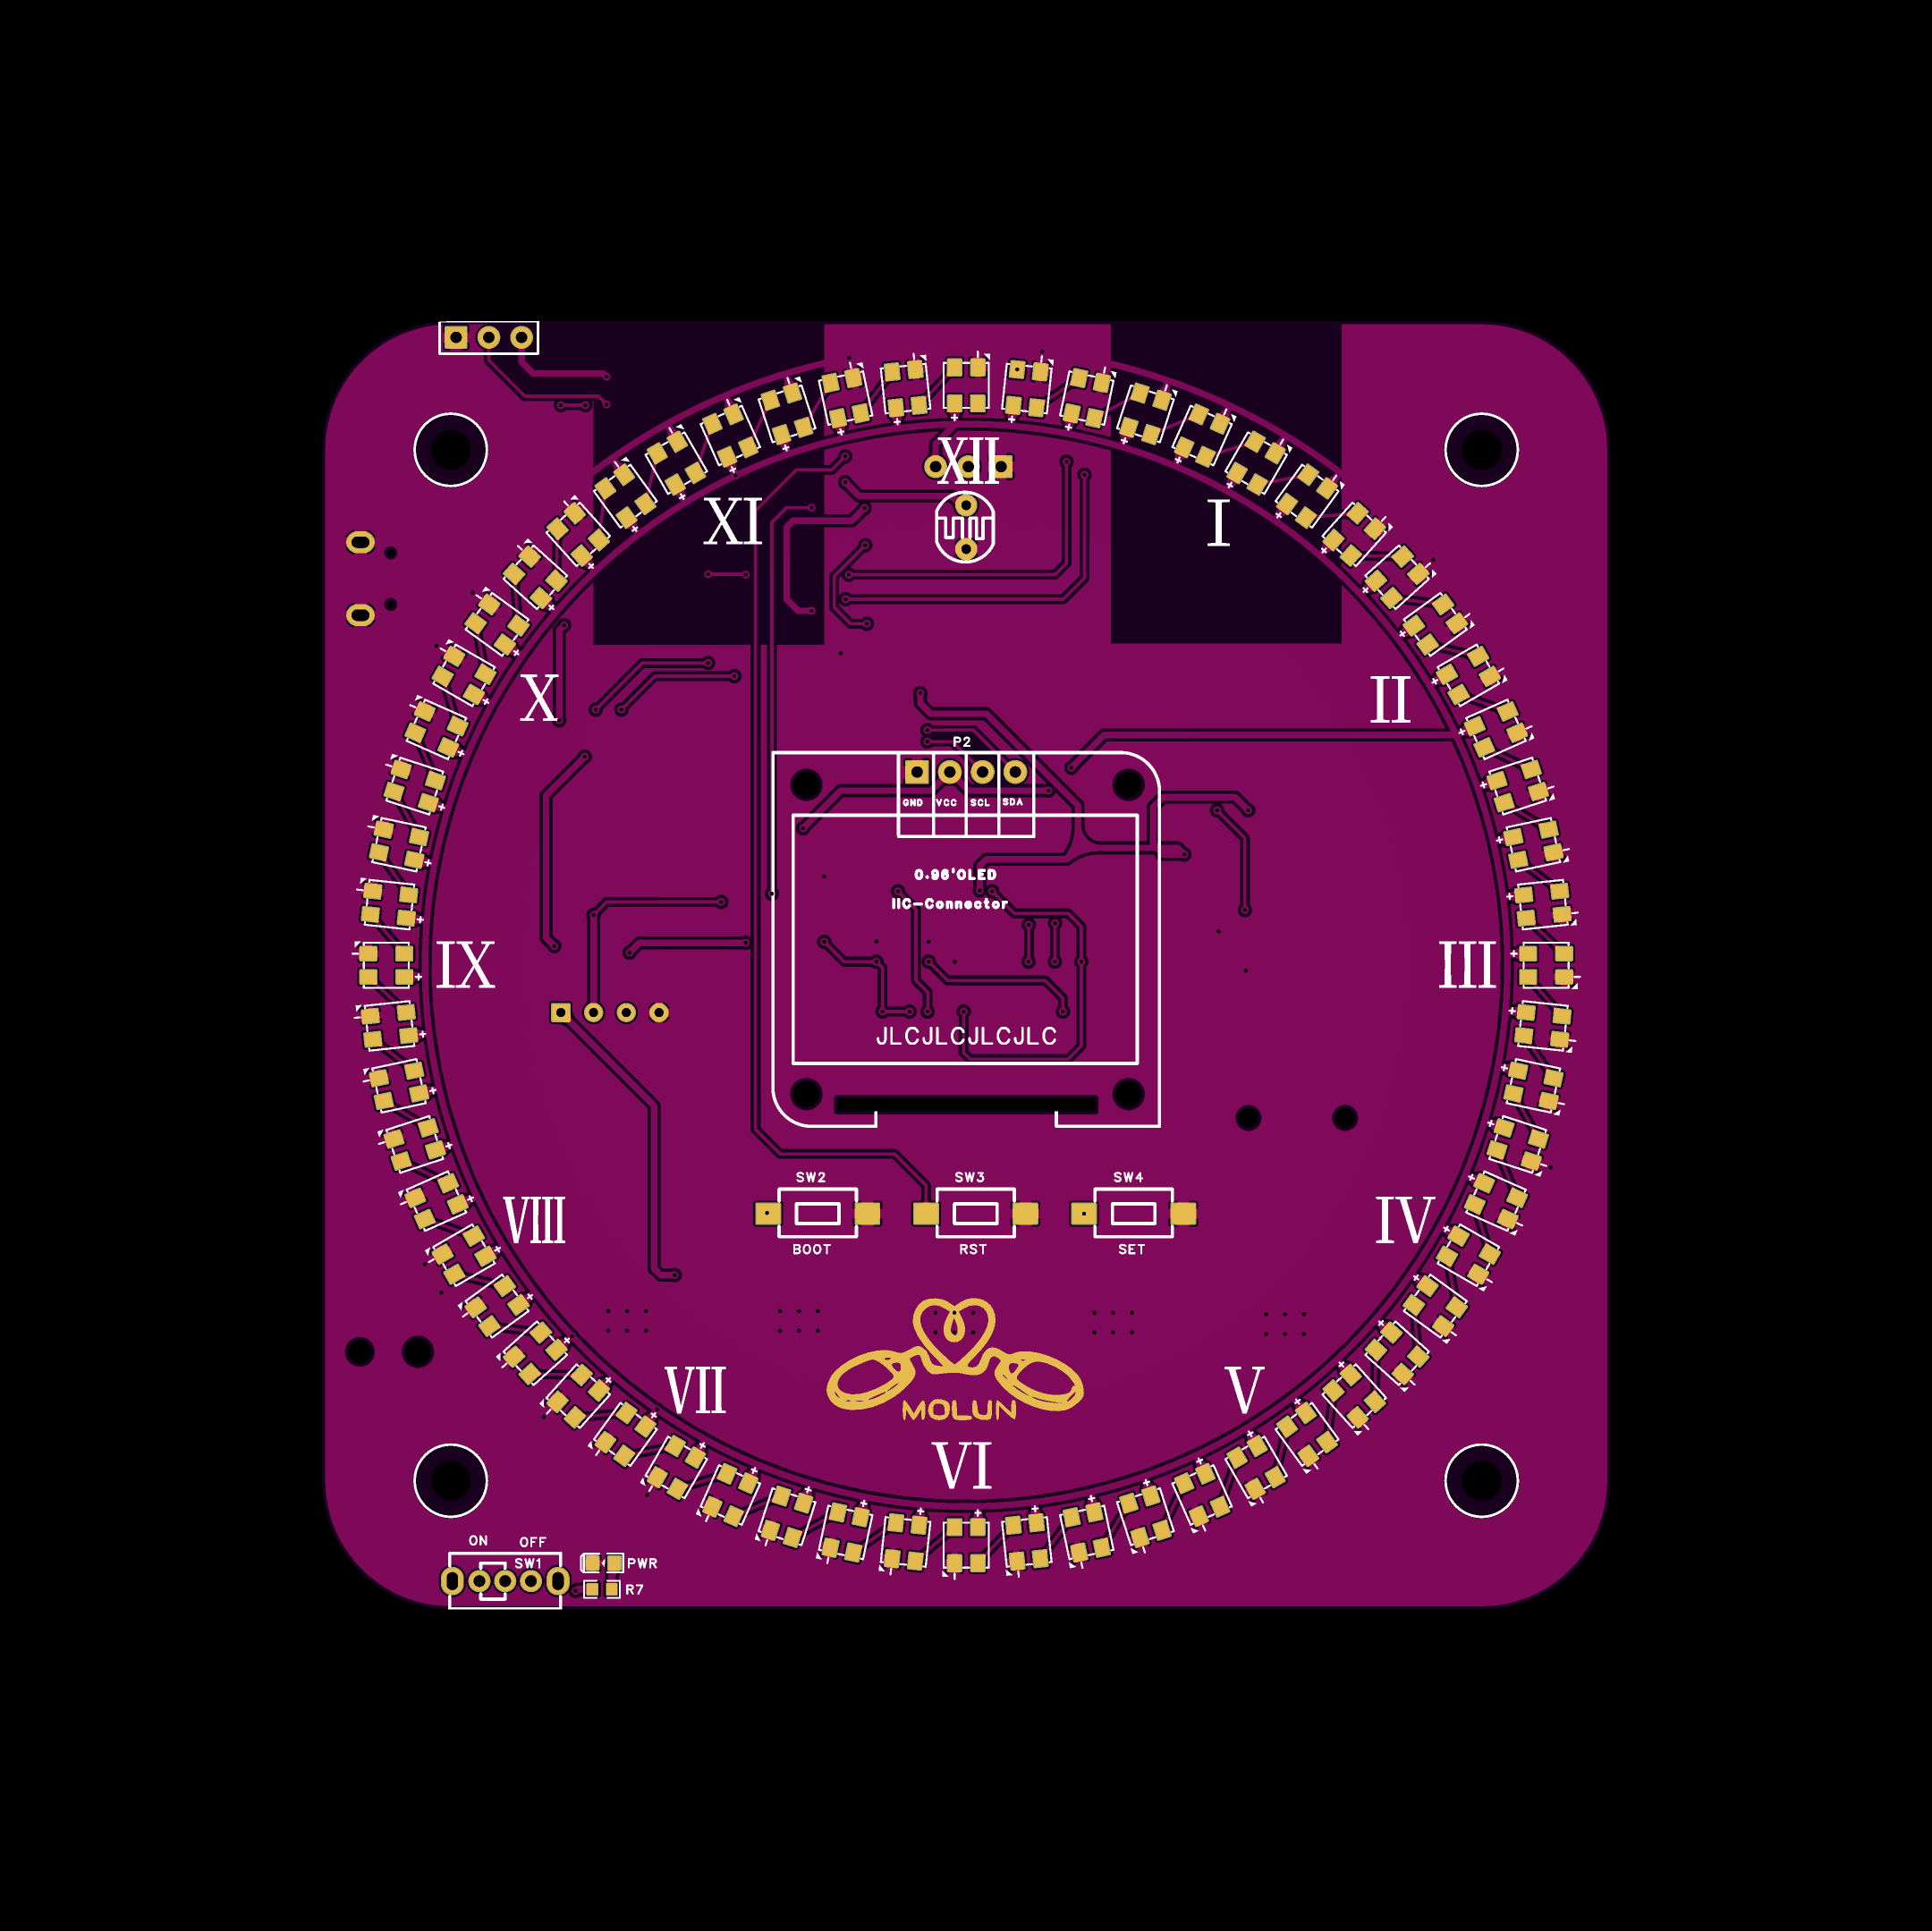 XII
XI
I
X
II
P2
GND VCC SCL SDA
0.96'OLED
IIC-Connector
IX
III
JLCJLCJLCJLC
SW2 SW3 SW4
VIII
IV
BOOT RST SET
VII
V
MOLUN
VI
ON OFF
SW1 PWR
R7